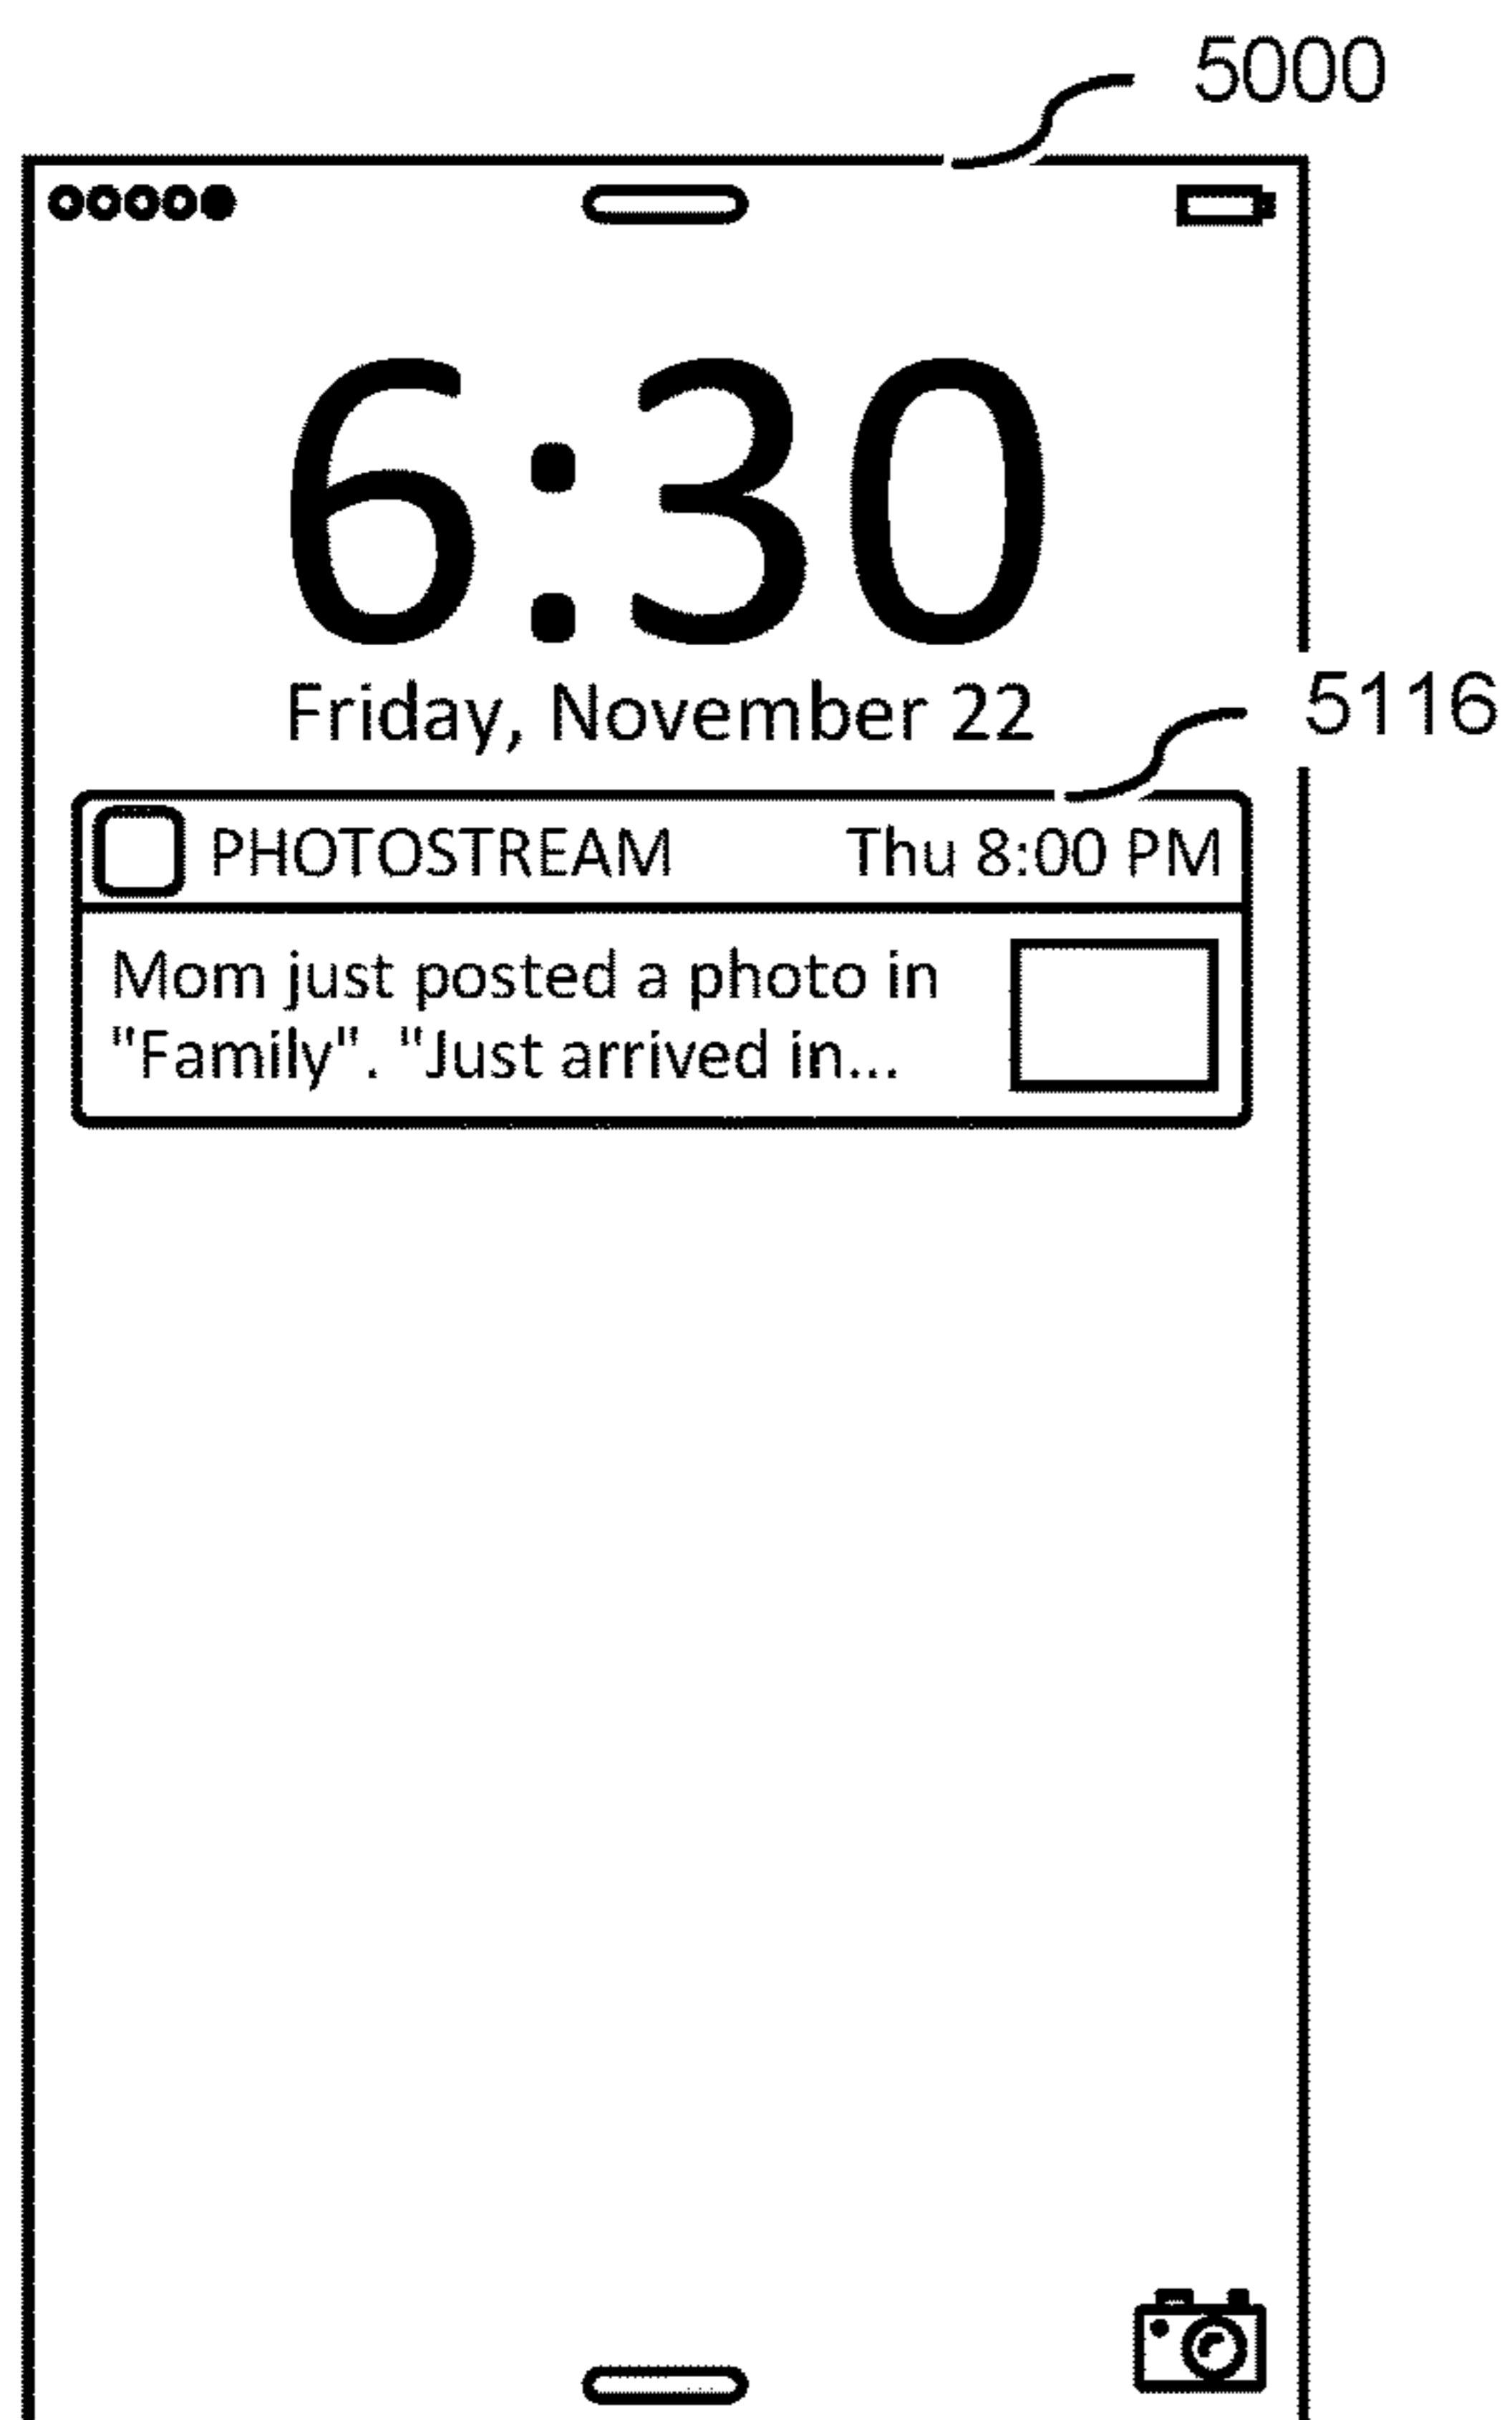 5000
6:30
Friday, November 22
5116
PHOTOSTREAM Thu 8:00 PM
Mom just posted a photo in
"Family". "Just arrived in...